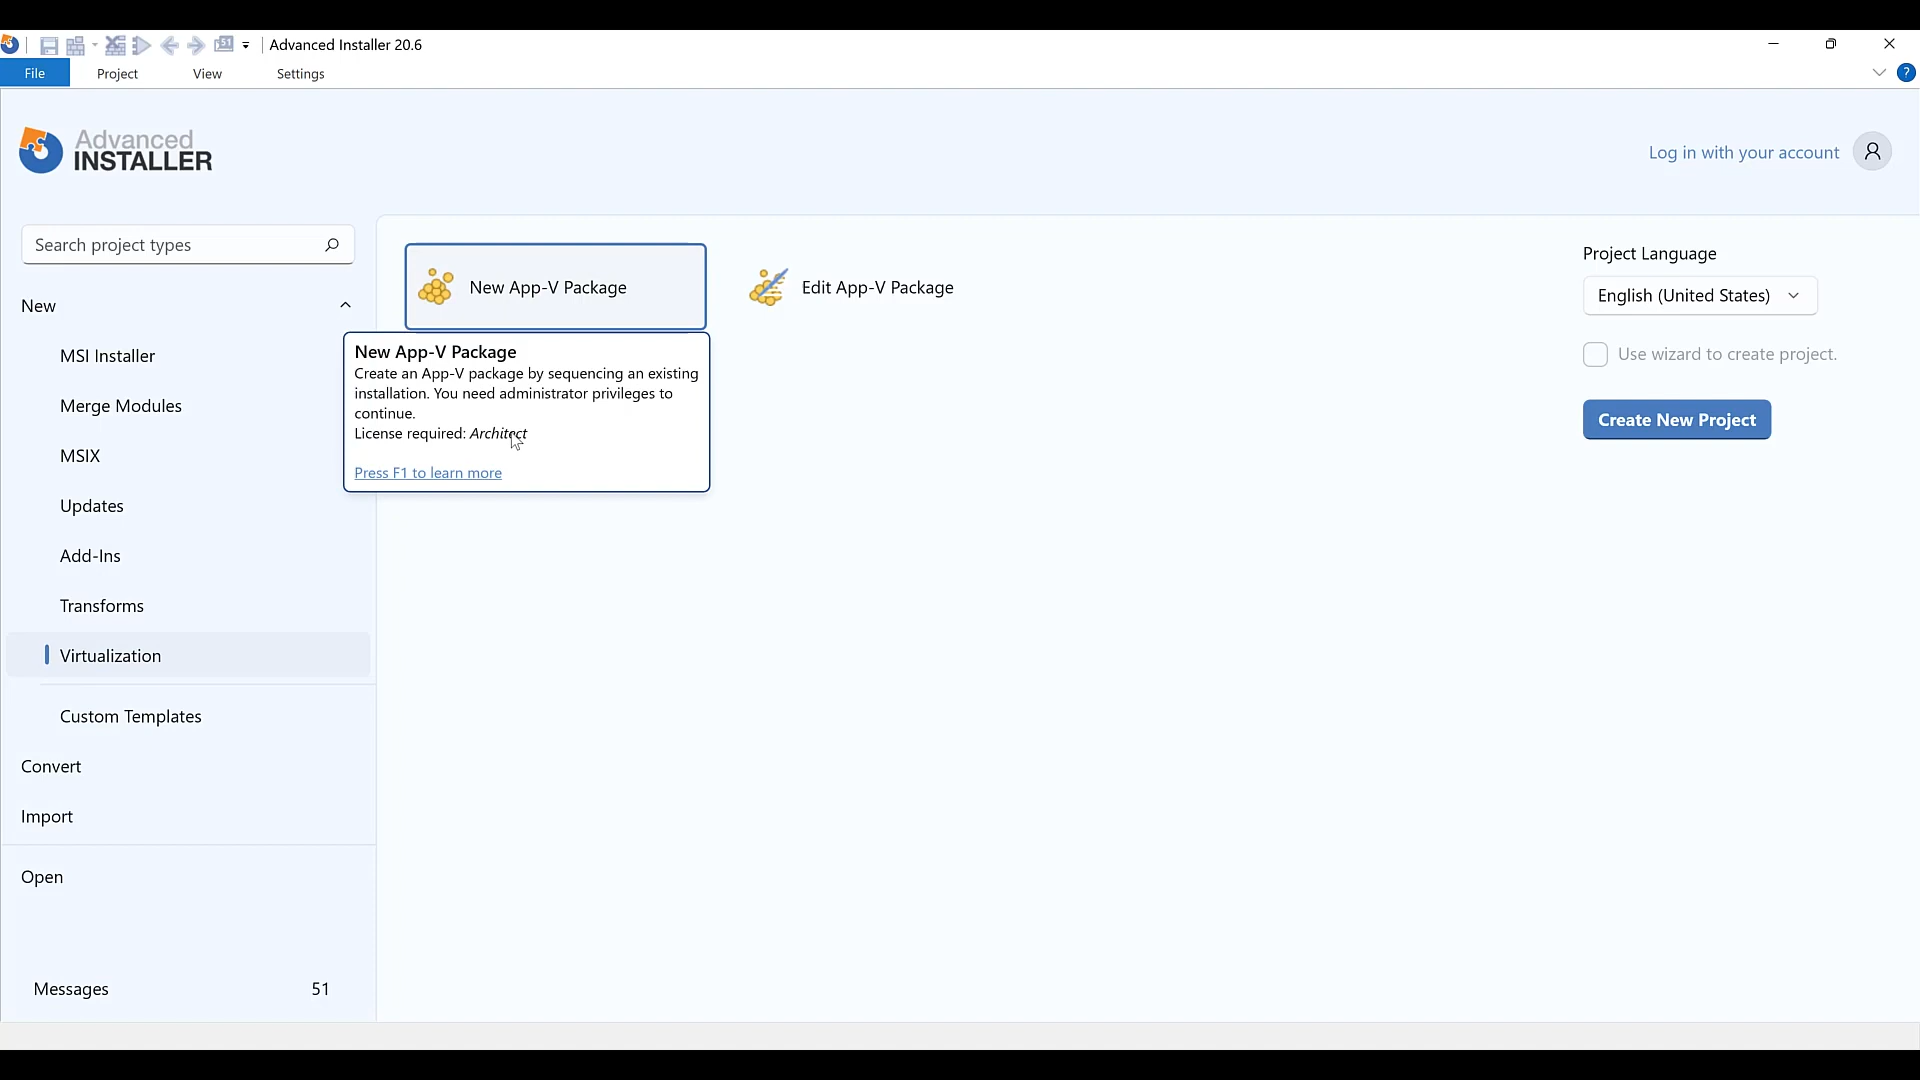 51
Advanced Installer 20.6
File
Project
View
Settings
?
Advanced
INSTALLER
Log in with your account
Search project types
New
MSI Installer
Merge Modules
MSIX
Updates
Add-Ins
Transforms
Virtualization
Custom Templates
Convert
Import
Open
Messages
51
New App-V Package
Edit App-V Package
New App-V Package
Create an App-V package by sequencing an existing
installation. You need administrator privileges to
continue.
License required: Architect
Press F1 to learn more
Project Language
English (United States)
Use wizard to create project.
Create New Project